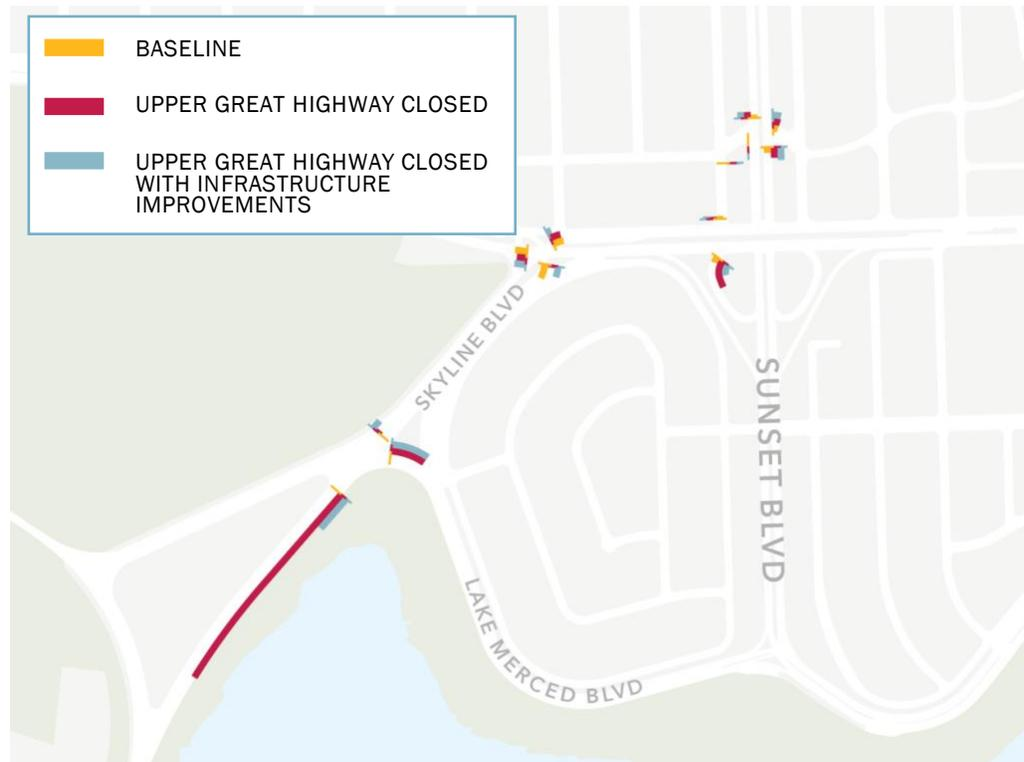 BASELINE
UPPER GREAT HIGHWAY CLOSED
UPPER GREAT HIGHWAY CLOSED
WITH INFRASTRUCTURE
IMPROVEMENTS
SKYLINE BLVD
SUNSET BLVD
LAKE MERCED BLVD